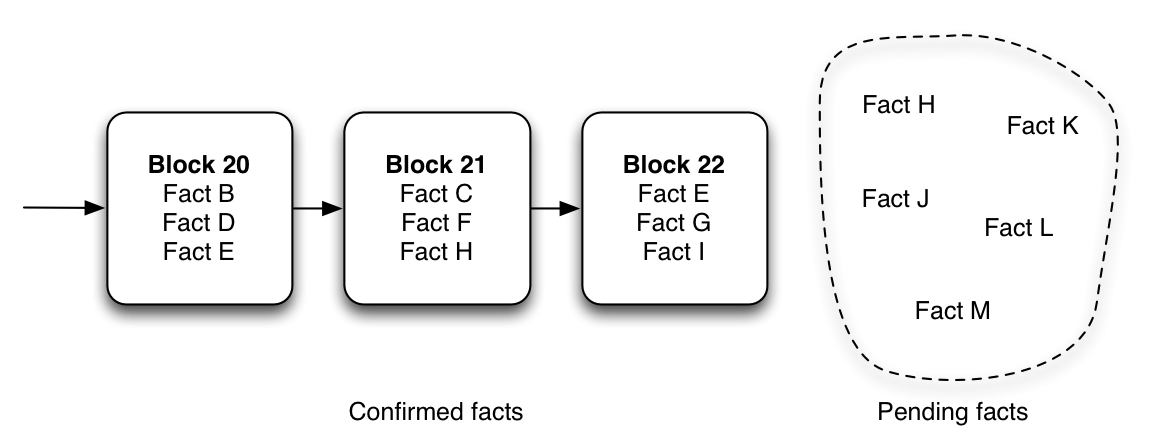 Block 20
Fact B
Fact D
Fact E
Block 21
Fact C
Fact F
Fact H
Block 22
Fact E
Fact G
Fact I
Confirmed facts
Fact H
Fact K
Fact J
Fact L
Fact M
Pending facts